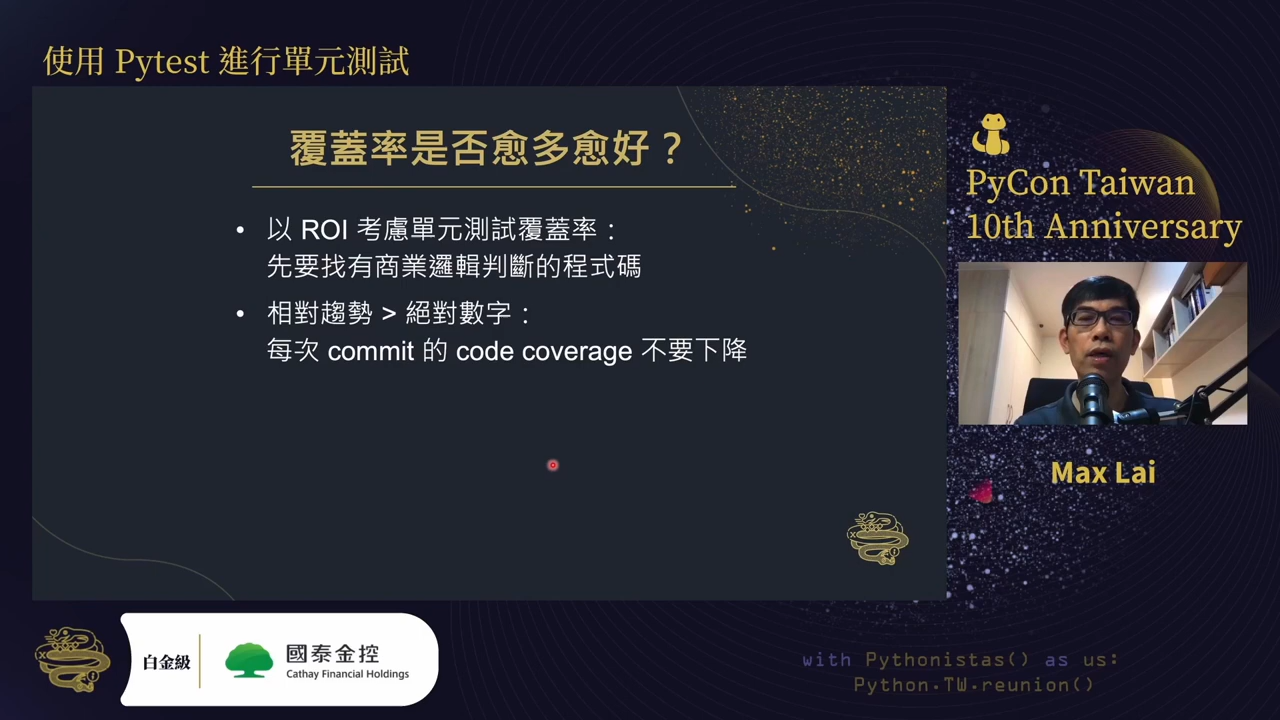 使用 Pytest 進行單元測試
覆蓋率是否愈多愈好？
• 以 ROI 考慮單元測試覆蓋率：
先要找有商業邏輯判斷的程式碼
• 相對趨勢 > 絕對數字：
每次 commit 的 code coverage 不要下降
PyCon Taiwan
10th Anniversary
Max Lai
白金級
國泰金控
Cathay Financial Holdings
with Pythonistas() as us:
Python.TW.reunion()